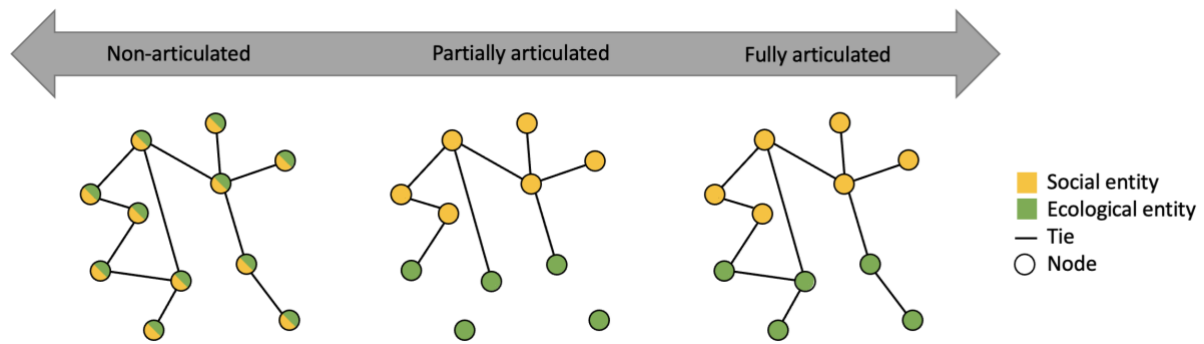 Non-articulated
Partially articulated
Fully articulated
Social entity
Ecological entity
Tie
Node